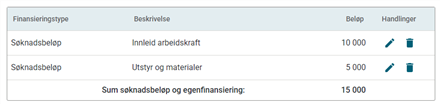 Finansieringstype Beskrivelse Beløp Handlinger
Søknadsbeløp Innleid arbeidskraft 10 000
Søknadsbeløp Utstyr og materialer 5 000
Sum søknadsbeløp og egenfinansiering: 15 000